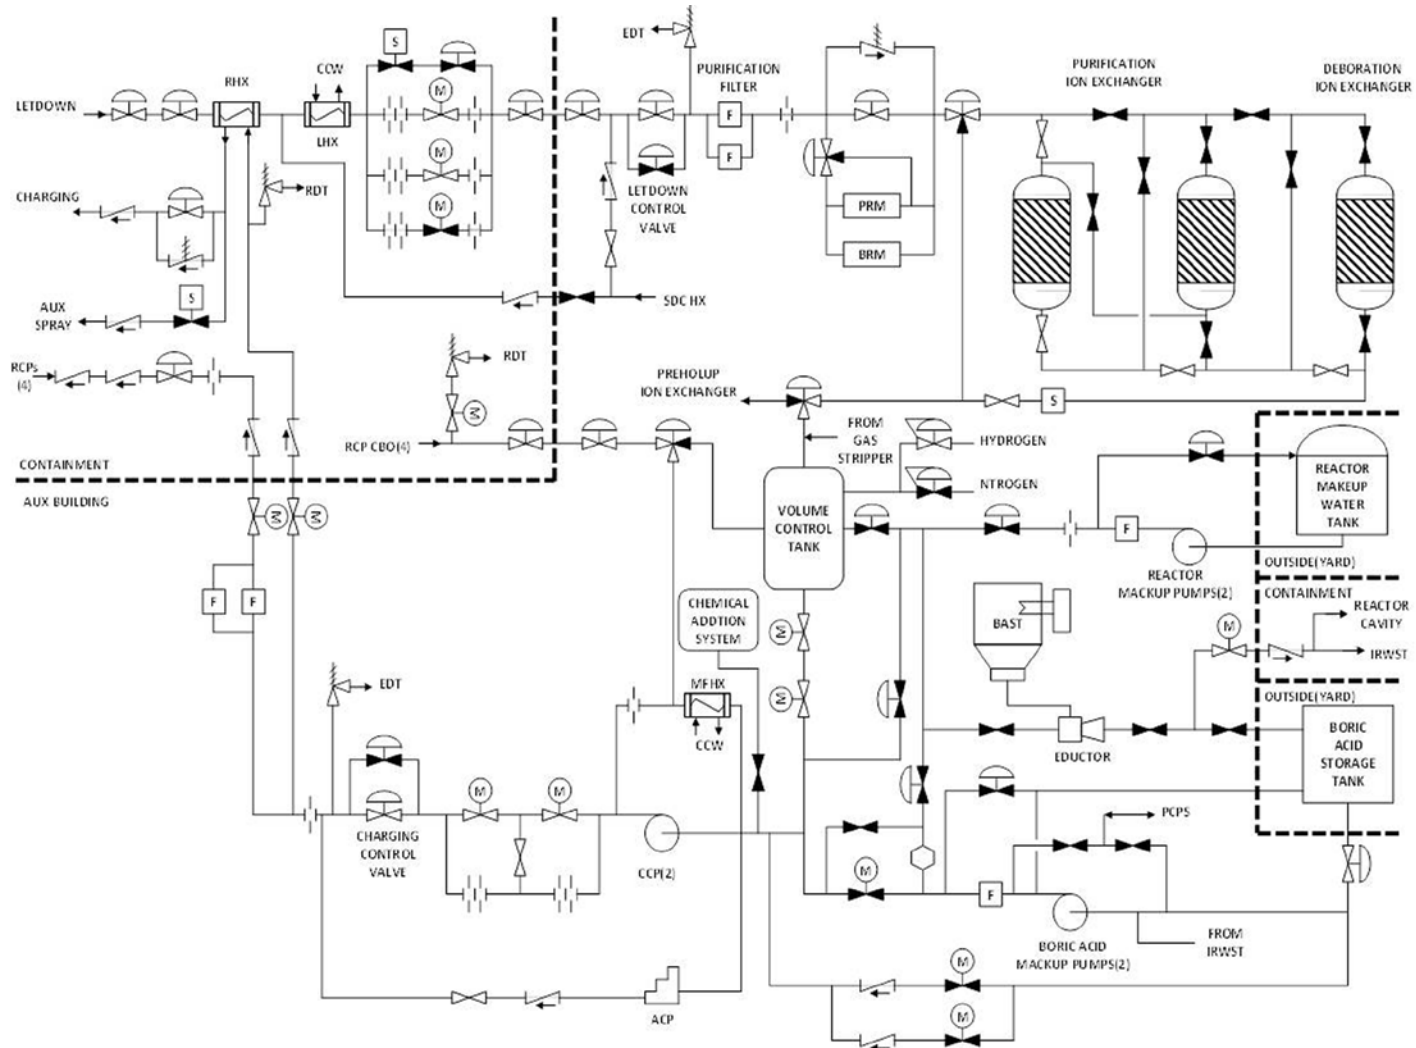 EDT
PURIFICATION
FILTER
PURIFICATION
ION EXCHANGER
DEBORATION
ION EXCHANGER
S
CCW
RHX
M
LETDOWN
LHX
F
F
M
M
RDT
LETDOWN
CONTROL
VALVE
CHARGING
PRM
BRM
S
AUX
SPRAY
SDC HX
RCPs
(4)
RDT
PREHOLUP
ION EXCHANGER
S
M
RCP CBO(4)
FROM
GAS
STRIPPER
HYDROGEN
NTROGEN
CONTAINMENT
AUX BUILDING
REACTOR
MAKEUP
WATER
TANK
M
M
VOLUME
CONTROL
TANK
F
OUTSIDE(YARD)
REACTOR
MACKUP PUMPS(2)
CONTAINMENT
REACTOR
CAVITY
IRWST
F
F
CHEMICAL
ADDTION
SYSTEM
M
M
BAST
M
EDT
MFHX
CCW
OUTSIDE(YARD)
BORIC
ACID
STORAGE
TANK
EDUCTOR
M
M
CHARGING
CONTROL
VALVE
CCP(2)
PCPS
M
F
BORIC ACID
MACKUP PUMPS(2)
FROM
IRWST
M
M
ACP